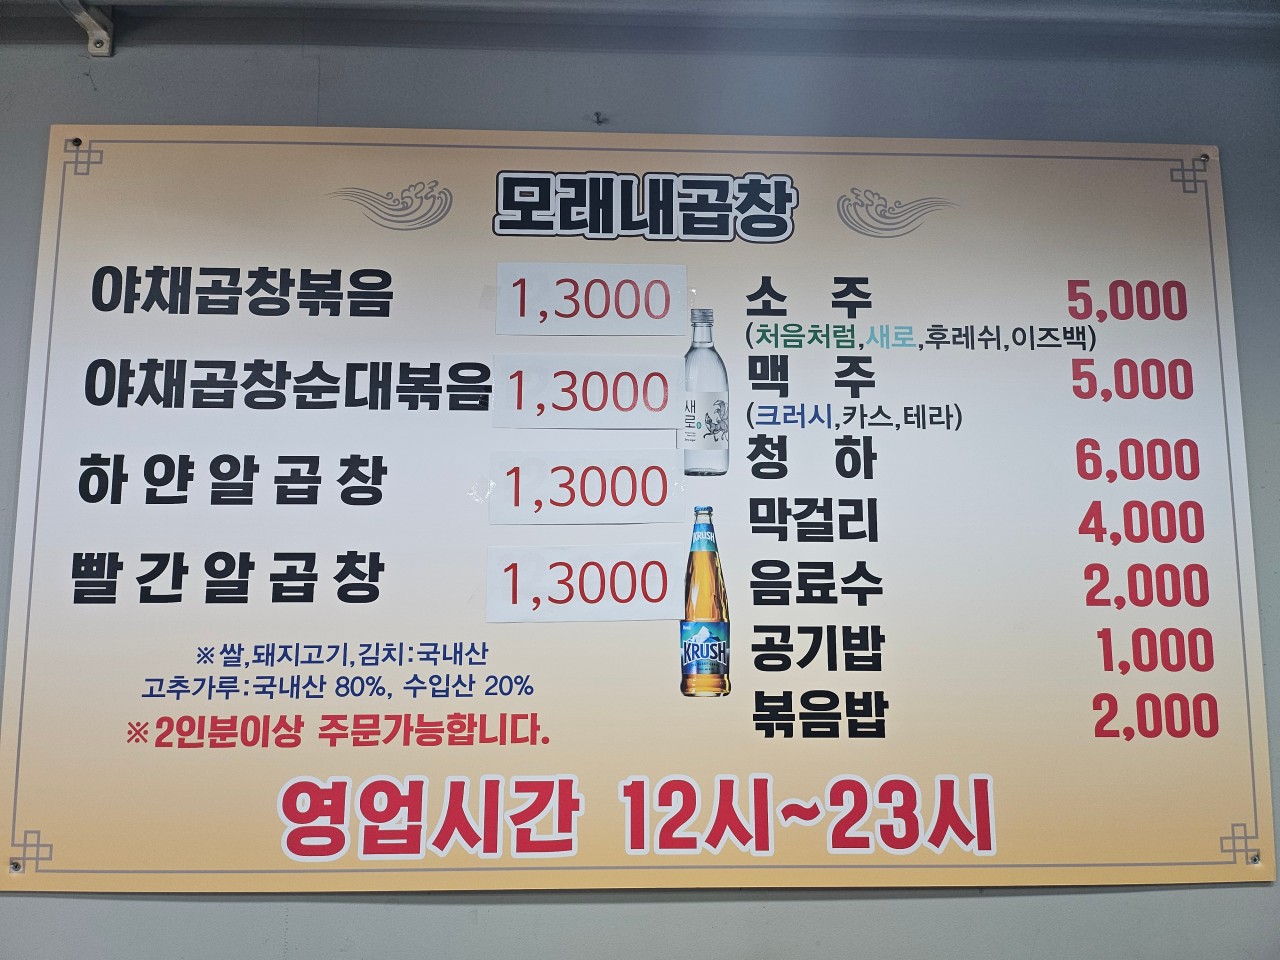 모래내곱창
야채곱창볶음 1,3000
야채곱창순대볶음 1,3000
하얀알곱창 1,3000
빨간알곱창 1,3000
※쌀,돼지고기,김치:국내산
고추가루:국내산 80%, 수입산 20%
※2인분이상 주문가능합니다.
소 주 5,000
(처음처럼,새로,후레쉬,이즈백)
맥 주 5,000
(크러시,카스,테라)
청 하 6,000
막걸리 4,000
음료수 2,000
공기밥 1,000
볶음밥 2,000
새로
KRUSH
KRUSH
영업시간 12시~23시